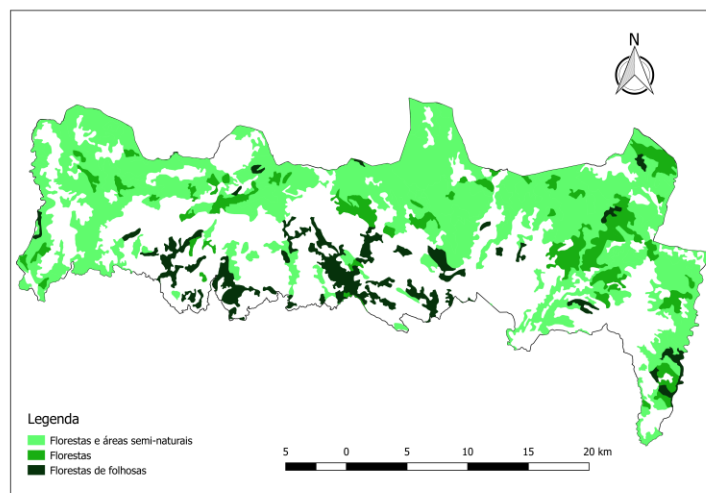 N
Legenda
Florestas e áreas semi-naturais
Florestas
Florestas de folhosas
5 0 5 10 15 20 km